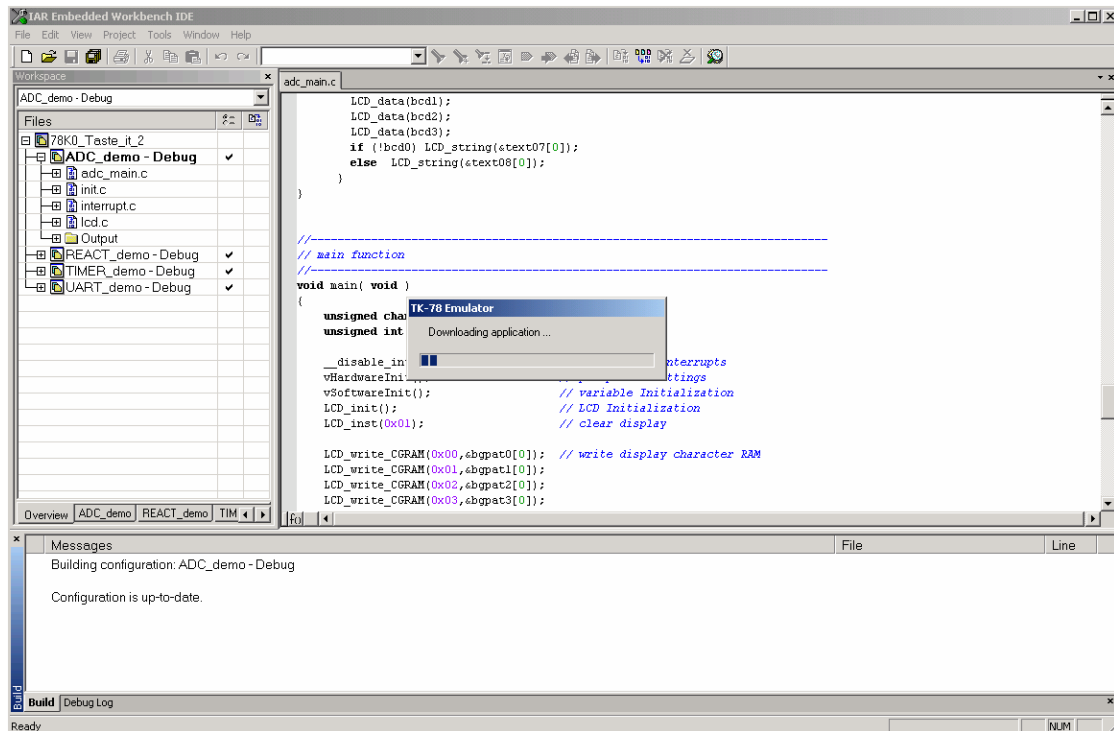 IAR Embedded Workbench IDE
File Edit View Project Tools Window Help
Workspace
ADC_demo - Debug
Files
78K0_Taste_it_2
ADC_demo - Debug
adc_main.c
init.c
interrupt.c
lcd.c
Output
REACT_demo - Debug
TIMER_demo - Debug
UART_demo - Debug
Overview ADC_demo REACT_demo TIM
adc_main.c
LCD_data(bcd1);
LCD_data(bcd2);
LCD_data(bcd3);
if (!bcd0) LCD_string(&text07[0]);
else LCD_string(&text08[0]);
}
}
//-----------------------------------------------------------------------------
// main function
//-----------------------------------------------------------------------------
void main( void )
{
unsigned cha
unsigned int
TK-78 Emulator
Downloading application ...
__disable_in nterrupts
vHardwareIni ttings
vSoftwareInit(); // variable Initialization
LCD_init(); // LCD Initialization
LCD_inst(0x01); // clear display
LCD_write_CGRAM(0x00,&bgpat0[0]); // write display character RAM
LCD_write_CGRAM(0x01,&bgpat1[0]);
LCD_write_CGRAM(0x02,&bgpat2[0]);
LCD_write_CGRAM(0x03,&bgpat3[0]);
Messages File Line
Building configuration: ADC_demo - Debug
Configuration is up-to-date.
Build
Build Debug Log
Ready NUM